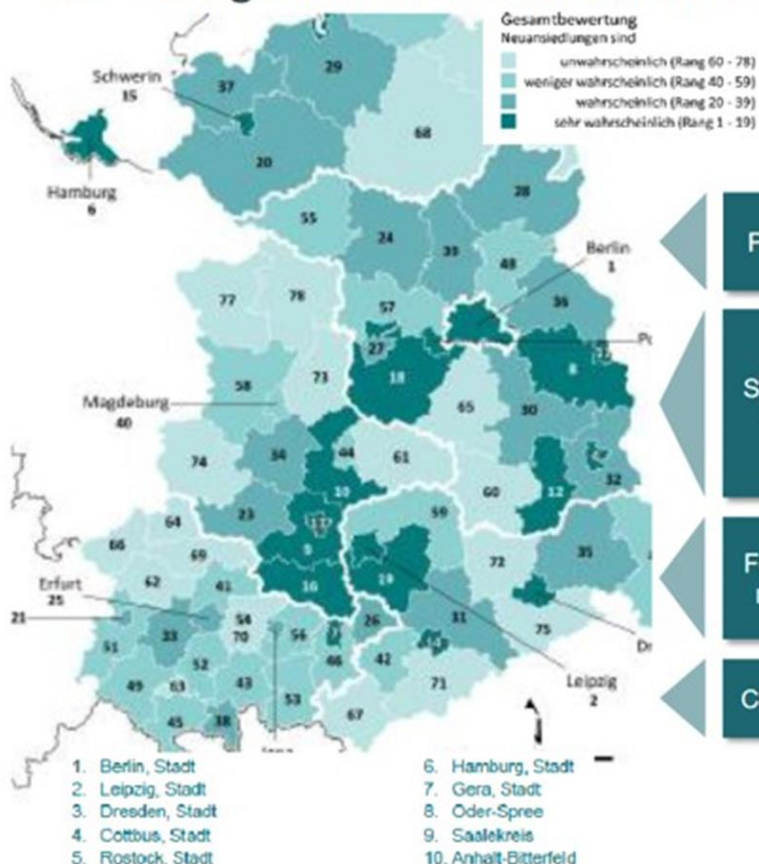 Gesamtbewertung
Neuansiedlungen sind
unwahrscheinlich (Rang 60 - 78)
weniger wahrscheinlich (Rang 40 - 59)
wahrscheinlich (Rang 20 - 39)
sehr wahrscheinlich (Rang 1 - 19)
29
37
Schwerin
15
68
20
Hamburg
6
28
55
24
39
48
Berlin
1
F
77
78
57
36
27
Po
8
18
73
58
S
65
30
Magdeburg
40
34
44
61
74
10
60
12
32
23
59
64
66
9
69
72
35
F
62
41
16
19
Erfurt
25
21
54
26
31
75
33
70
56
7
51
52
46
42
Dr
49
63
43
71
Leipzig
2
C
53
67
45
38
1. Berlin, Stadt
2. Leipzig, Stadt
3. Dresden, Stadt
4. Cottbus, Stadt
5. Rostock, Stadt
6. Hamburg, Stadt
7. Gera, Stadt
8. Oder-Spree
9. Saalekreis
10. Anhalt-Bitterfeld